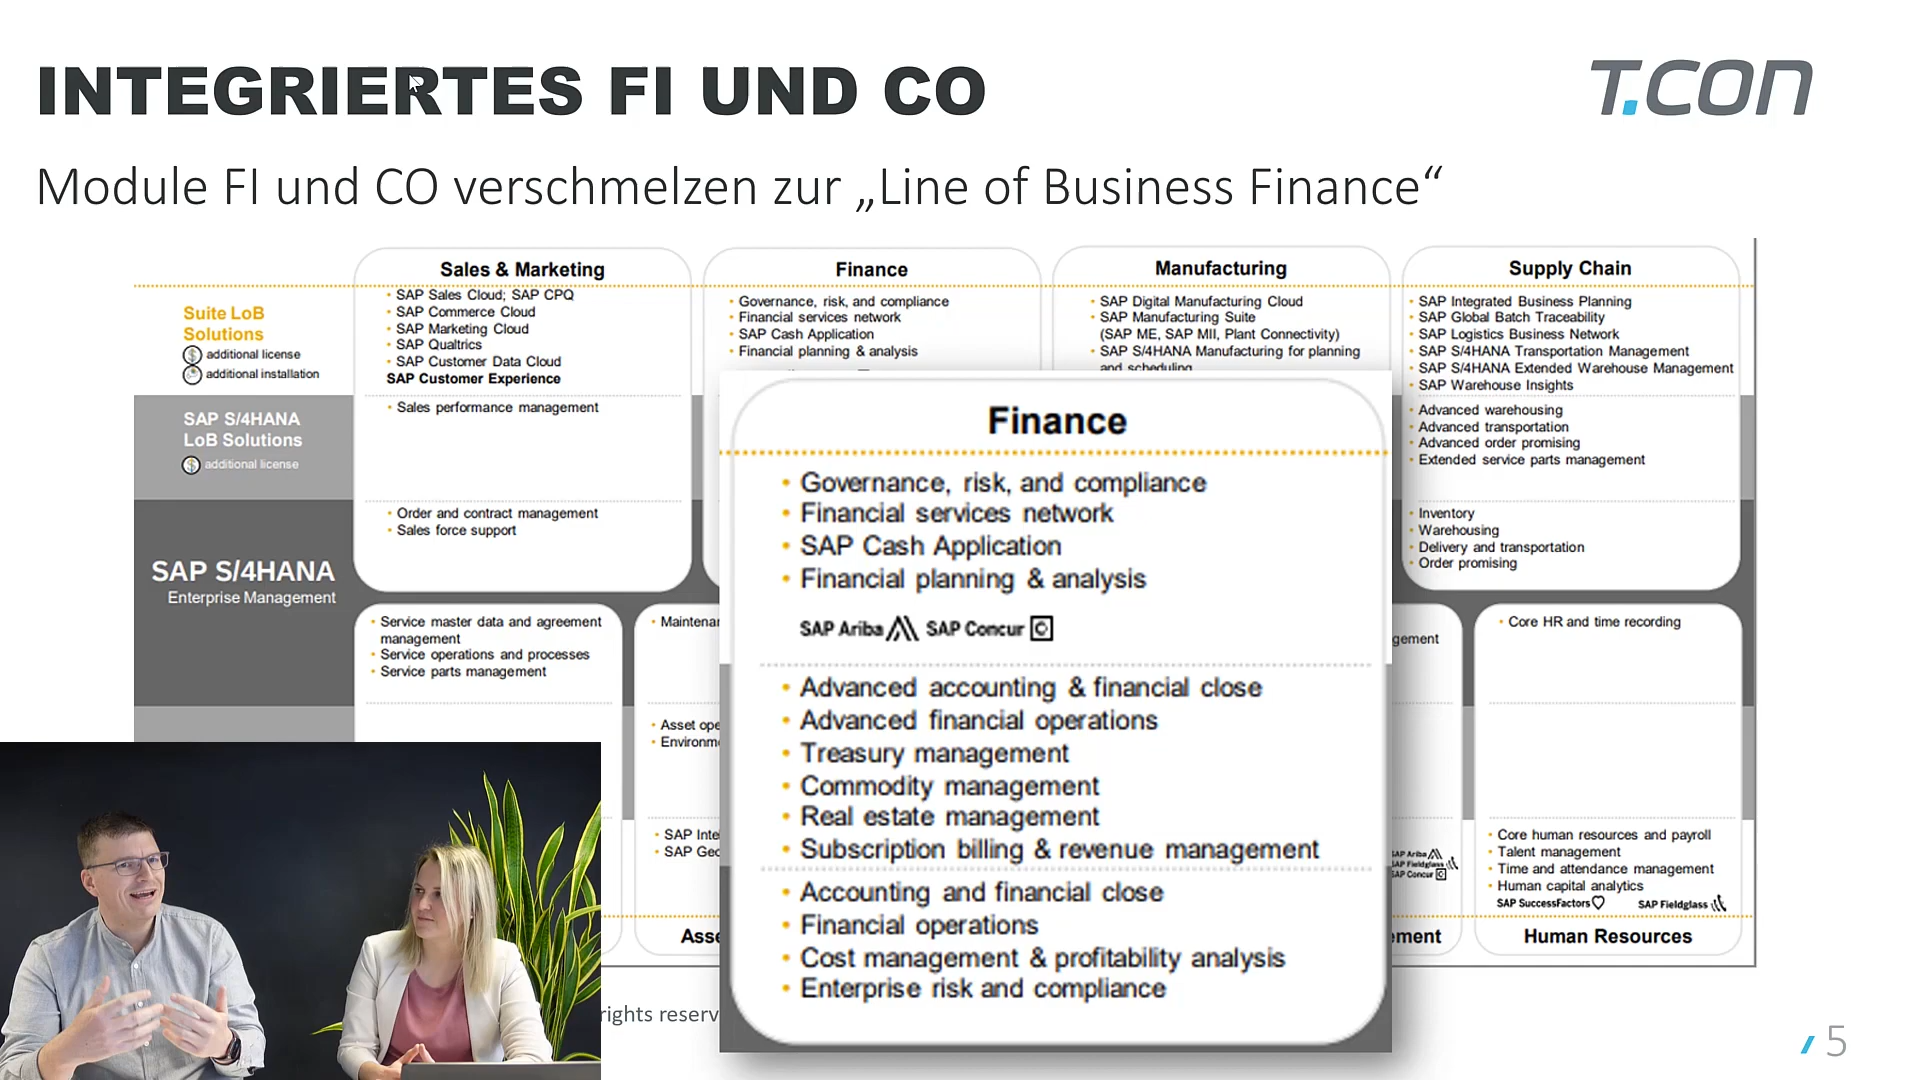 INTEGRIERTES FI UND CO
T.CON
Module FI und CO verschmelzen zur „Line of Business Finance“
Sales & Marketing
Finance
Manufacturing
Supply Chain
Suite LoB
Solutions
additional license
additional installation
• SAP Sales Cloud; SAP CPQ
• SAP Commerce Cloud
• SAP Marketing Cloud
• SAP Qualtrics
• SAP Customer Data Cloud
SAP Customer Experience
• Governance, risk, and compliance
• Financial services network
• SAP Cash Application
• Financial planning & analysis
• SAP Digital Manufacturing Cloud
• SAP Manufacturing Suite
(SAP ME, SAP MII, Plant Connectivity)
• SAP S/4HANA Manufacturing for planning
and scheduling
• SAP Integrated Business Planning
• SAP Global Batch Traceability
• SAP Logistics Business Network
• SAP S/4HANA Transportation Management
• SAP S/4HANA Extended Warehouse Management
• SAP Warehouse Insights
SAP S/4HANA
LoB Solutions
additional license
• Sales performance management
• Advanced warehousing
• Advanced transportation
• Advanced order promising
• Extended service parts management
SAP S/4HANA
Enterprise Management
• Order and contract management
• Sales force support
• Inventory
• Warehousing
• Delivery and transportation
• Order promising
• Service master data and agreement
management
• Service operations and processes
• Service parts management
• Core HR and time recording
Finance
• Governance, risk, and compliance
• Financial services network
• SAP Cash Application
• Financial planning & analysis
SAP Ariba SAP Concur
• Advanced accounting & financial close
• Advanced financial operations
• Treasury management
• Commodity management
• Real estate management
• Subscription billing & revenue management
• Accounting and financial close
• Financial operations
• Cost management & profitability analysis
• Enterprise risk and compliance
SAP Ariba
SAP Fieldglass
SAP Concur
• Core human resources and payroll
• Talent management
• Time and attendance management
• Human capital analytics
SAP SuccessFactors SAP Fieldglass
Human Resources
rights reserv
5